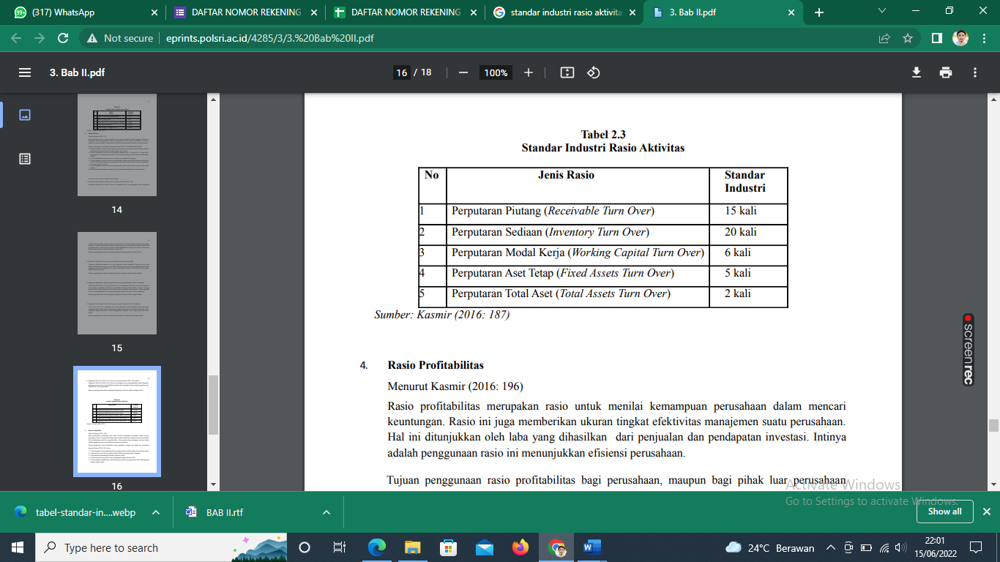 (317) WhatsApp
DAFTAR NOMOR REKENING
DAFTAR NOMOR REKENING
standar industri rasio aktivita
3. Bab II.pdf
Not secure | eprints.polsri.ac.id/4285/3/3.%20Bab%20II.pdf
3. Bab II.pdf
16 / 18
100%
14
15
16
Tabel 2.3
Standar Industri Rasio Aktivitas
No Jenis Rasio Standar
Industri
1 Perputaran Piutang (Receivable Turn Over) 15 kali
2 Perputaran Sediaan (Inventory Turn Over) 20 kali
3 Perputaran Modal Kerja (Working Capital Turn Over) 6 kali
4 Perputaran Aset Tetap (Fixed Assets Turn Over) 5 kali
5 Perputaran Total Aset (Total Assets Turn Over) 2 kali
Sumber: Kasmir (2016: 187)
4. Rasio Profitabilitas
Menurut Kasmir (2016: 196)
Rasio profitabilitas merupakan rasio untuk menilai kemampuan perusahaan dalam mencari
keuntungan. Rasio ini juga memberikan ukuran tingkat efektivitas manajemen suatu perusahaan.
Hal ini ditunjukkan oleh laba yang dihasilkan dari penjualan dan pendapatan investasi. Intinya
adalah penggunaan rasio ini menunjukkan efisiensi perusahaan.
Tujuan penggunaan rasio profitabilitas bagi perusahaan, maupun bagi pihak luar perusahaan
screenrec
Activate Windows
Go to Settings to activate Windows.
tabel-standar-in....webp
BAB II.rtf
Show all
Type here to search
24°C Berawan
22:01
15/06/2022